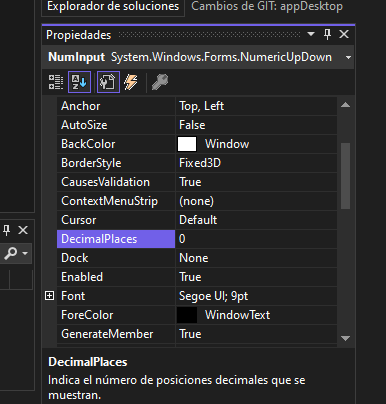 Explorador de soluciones Cambios de GIT: appDesktop
Propiedades
NumInput System.Windows.Forms.NumericUpDown
Anchor Top, Left
AutoSize False
BackColor Window
BorderStyle Fixed3D
CausesValidation True
ContextMenuStrip (none)
Cursor Default
DecimalPlaces 0
Dock None
Enabled True
Font Segoe UI; 9pt
ForeColor WindowText
GenerateMember True
DecimalPlaces
Indica el número de posiciones decimales que se
muestran.